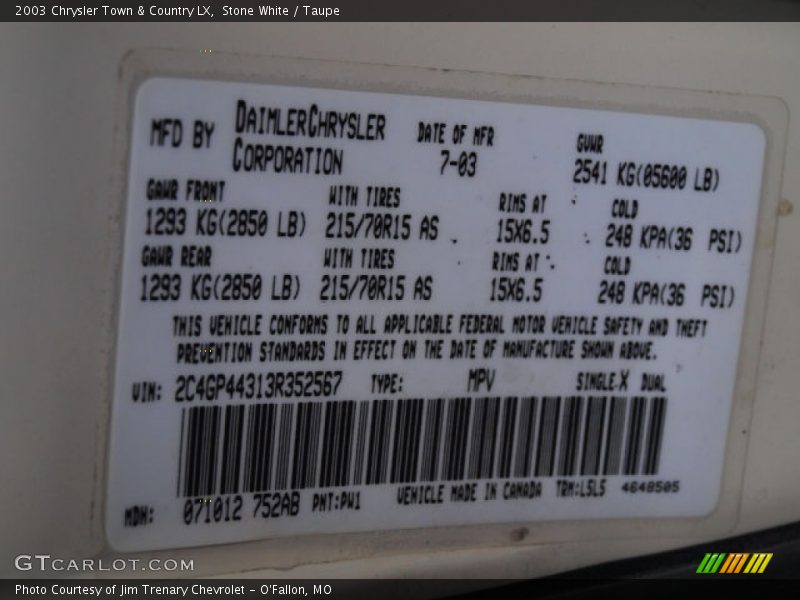 2003 Chrysler Town & Country LX, Stone White / Taupe
MFD BY DAIMLERCHRYSLER CORPORATION DATE OF MFR 7-03 GVWR 2541 KG(05600 LB)
GAWR FRONT WITH TIRES RIMS AT COLD
1293 KG(2850 LB) 215/70R15 AS 15X6.5 248 KPA(36 PSI)
GAWR REAR WITH TIRES RIMS AT COLD
1293 KG(2850 LB) 215/70R15 AS 15X6.5 248 KPA(36 PSI)
THIS VEHICLE CONFORMS TO ALL APPLICABLE FEDERAL MOTOR VEHICLE SAFETY AND THEFT
PREVENTION STANDARDS IN EFFECT ON THE DATE OF MANUFACTURE SHOWN ABOVE.
VIN: 2C4GP44313R352567 TYPE: MPV SINGLE X DUAL
MDH: 071012 752AB PNT:PW1 VEHICLE MADE IN CANADA TRM:L5L5 4648505
GTCARLOT.COM
Photo Courtesy of Jim Trenary Chevrolet - O'Fallon, MO